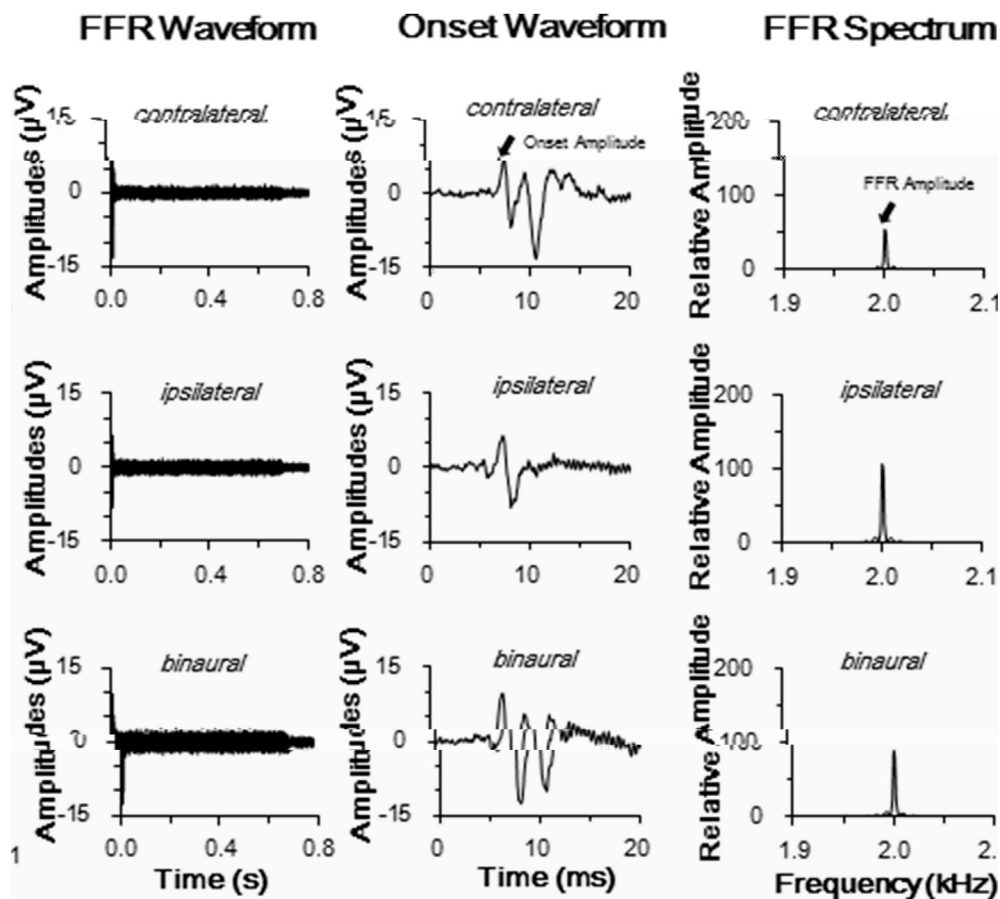 FFR Waveform
Onset Waveform
FFR Spectrum
Amplitudes (µV)
15
0
-15
contralateral
0.0
0.4
0.8
Amplitudes (µV)
15
0
-15
contralateral
Onset Amplitude
0
10
20
Relative Amplitude
200
100
0
contralateral
FFR Amplitude
1.9
2.0
2.1
Amplitudes (µV)
15
0
-15
ipsilateral
0.0
0.4
0.8
Amplitudes (µV)
15
0
-15
ipsilateral
0
10
20
Relative Amplitude
200
100
0
ipsilateral
1.9
2.0
2.1
Amplitudes (µV)
15
0
-15
binaural
0.0
0.4
0.8
Time (s)
Amplitudes (µV)
15
0
-15
binaural
0
10
20
Time (ms)
Relative Amplitude
200
100
0
binaural
1.9
2.0
2.
Frequency (kHz)
1